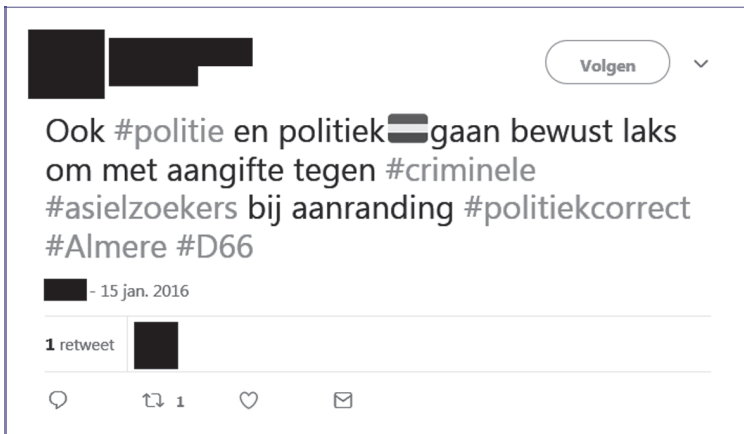 Volgen
Ook #politie en politiek gaan bewust laks
om met aangifte tegen #criminele
#asielzoekers bij aanranding #politiekcorrect
#Almere #D66
- 15 jan. 2016
1 retweet
1